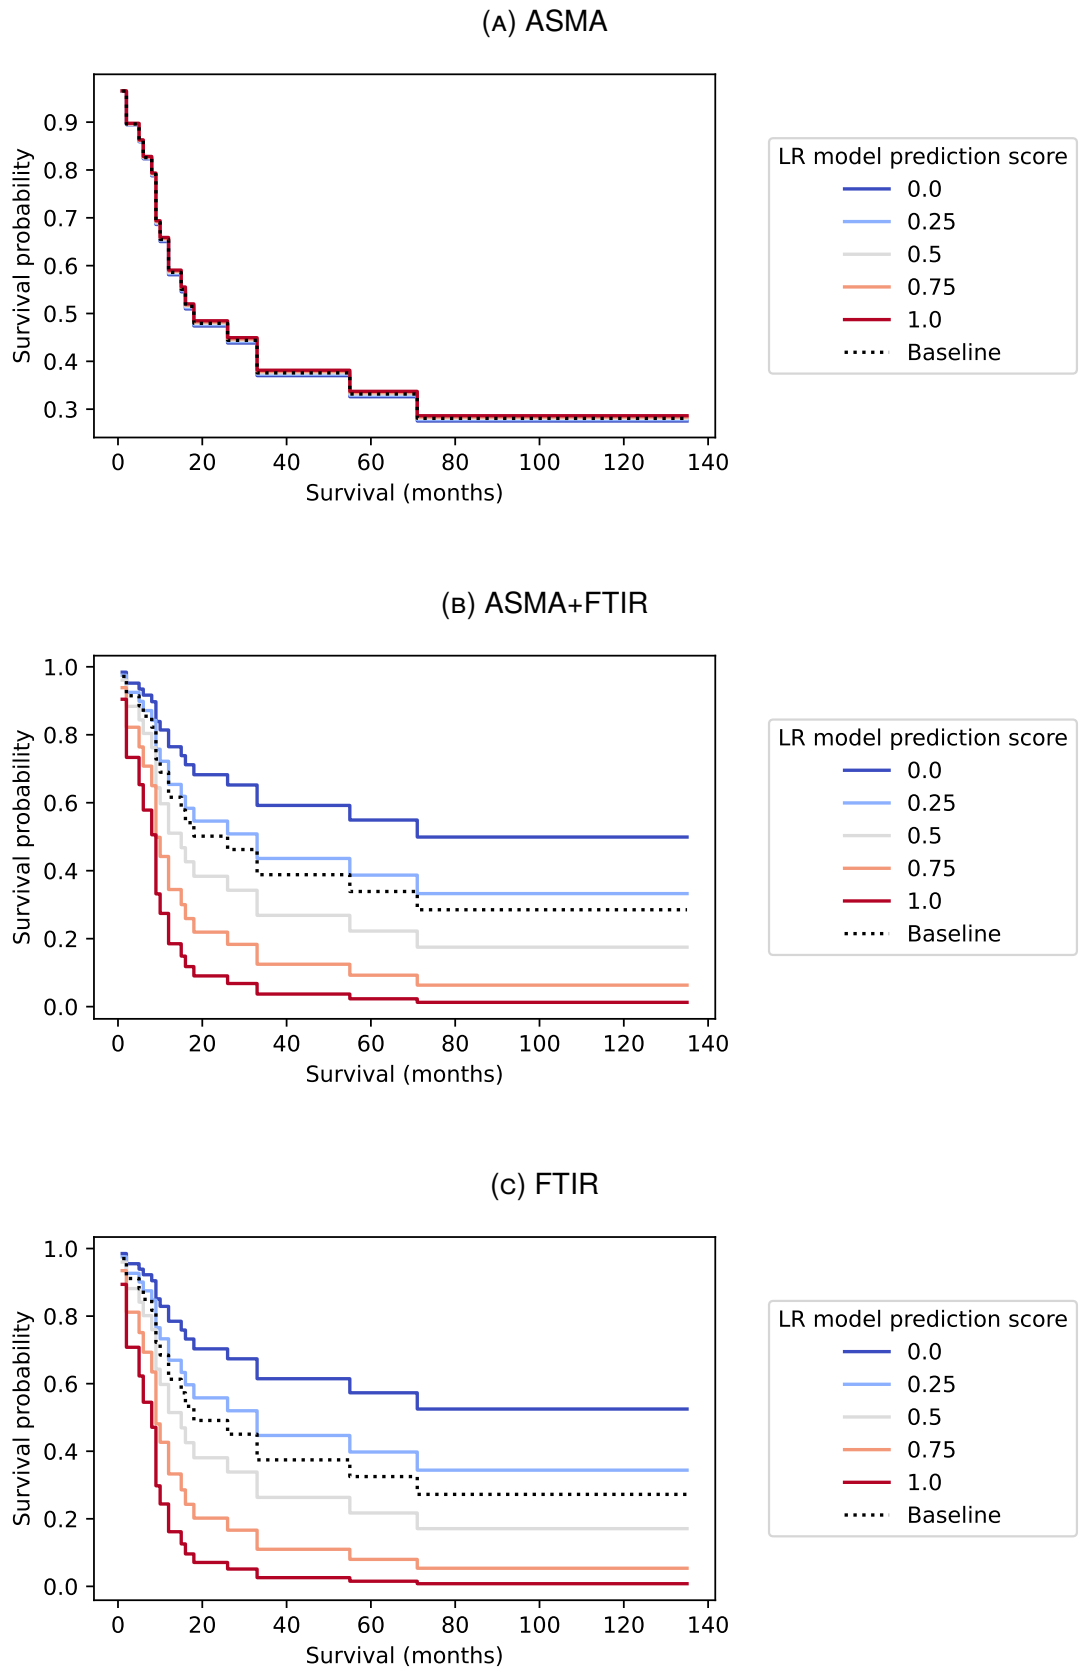 (A) ASMA
Survival probability
0.9
0.8
0.7
0.6
0.5
0.4
0.3
0 20 40 60 80 100 120 140
Survival (months)
LR model prediction score
0.0
0.25
0.5
0.75
1.0
Baseline
(B) ASMA+FTIR
Survival probability
1.0
0.8
0.6
0.4
0.2
0.0
0 20 40 60 80 100 120 140
Survival (months)
LR model prediction score
0.0
0.25
0.5
0.75
1.0
Baseline
(C) FTIR
Survival probability
1.0
0.8
0.6
0.4
0.2
0.0
0 20 40 60 80 100 120 140
Survival (months)
LR model prediction score
0.0
0.25
0.5
0.75
1.0
Baseline